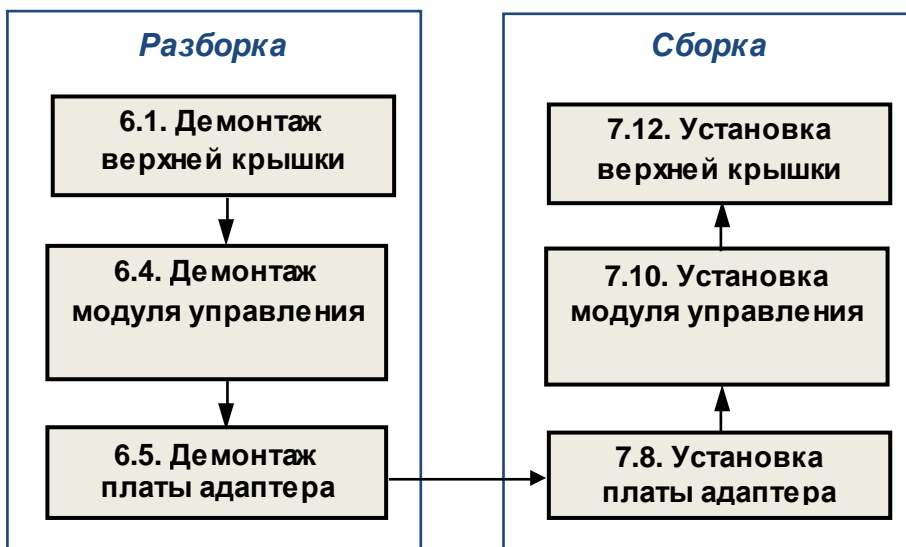 Разборка
6.1. Демонтаж
верхней крышки
6.4. Демонтаж
модуля управления
6.5. Демонтаж
платы адаптера
Сборка
7.12. Установка
верхней крышки
7.10. Установка
модуля управления
7.8. Установка
платы адаптера